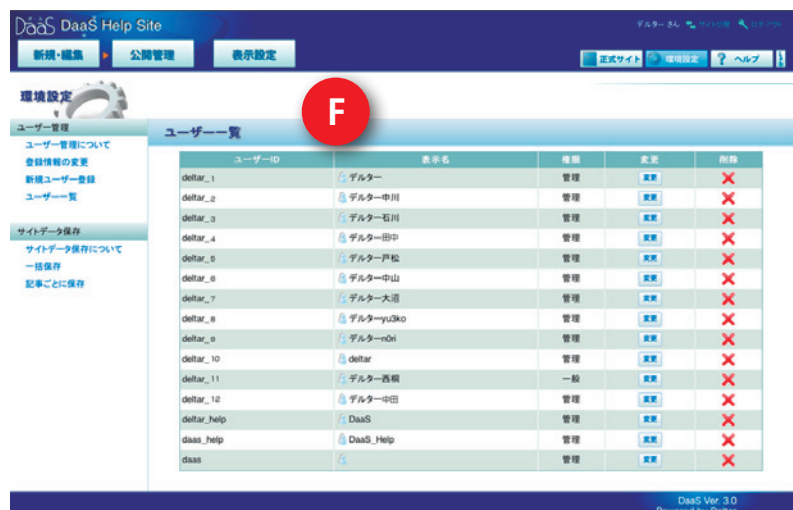 DaaS DaaS Help Site
デルター さん サイト切替 ログアウト
新規・編集 公開管理 表示設定
正式サイト 環境設定 ? ヘルプ
環境設定
F
ユーザー管理
ユーザー管理について
登録情報の変更
新規ユーザー登録
ユーザー一覧
サイトデータ保存
サイトデータ保存について
一括保存
記事ごとに保存
ユーザー一覧
ユーザーID 表示名 権限 変更 削除
deltar_1 デルター 管理 変更
deltar_2 デルター中川 管理 変更
deltar_3 デルター石川 管理 変更
deltar_4 デルター田中 管理 変更
deltar_5 デルター戸松 管理 変更
deltar_6 デルター中山 管理 変更
deltar_7 デルター大沼 管理 変更
deltar_8 デルターyu3ko 管理 変更
deltar_9 デルターn0ri 管理 変更
deltar_10 deltar 管理 変更
deltar_11 デルター西桐 一般 変更
deltar_12 デルター中田 管理 変更
deltar_help DaaS 管理 変更
daas_help DaaS_Help 管理 変更
daas 管理 変更
DaaS Ver. 3.0